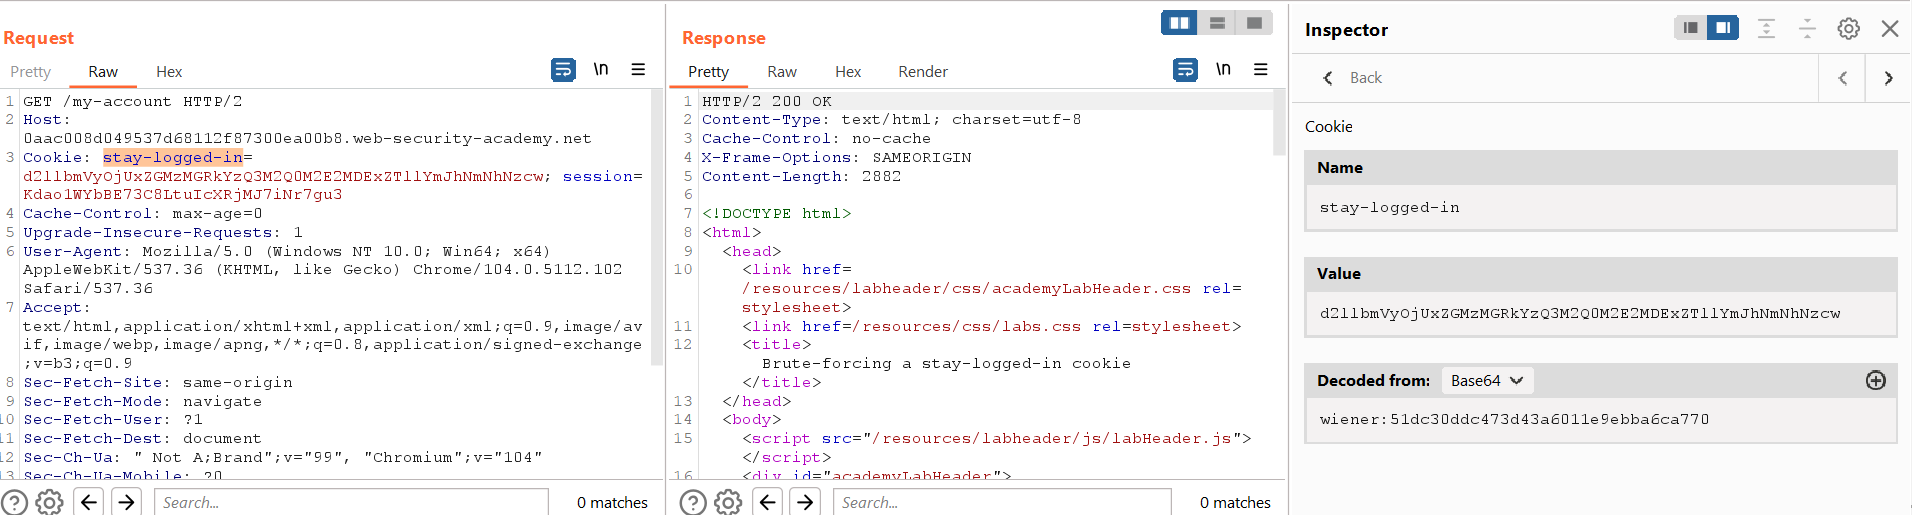 Request
Pretty Raw Hex \n
1 GET /my-account HTTP/2
2 Host:
0aac008d049537d68112f87300ea00b8.web-security-academy.net
3 Cookie: stay-logged-in=
d2llbmVyOjUxZGMzMGRkYzQ3M2Q0M2E2MDExZTllYmJhNmNhNzcw; session=
Kdao1WYbBE73C8LtuIcXRjMJ7iNr7gu3
4 Cache-Control: max-age=0
5 Upgrade-Insecure-Requests: 1
6 User-Agent: Mozilla/5.0 (Windows NT 10.0; Win64; x64)
AppleWebKit/537.36 (KHTML, like Gecko) Chrome/104.0.5112.102
Safari/537.36
7 Accept:
text/html,application/xhtml+xml,application/xml;q=0.9,image/av
if,image/webp,image/apng,*/*;q=0.8,application/signed-exchange
;v=b3;q=0.9
8 Sec-Fetch-Site: same-origin
9 Sec-Fetch-Mode: navigate
10 Sec-Fetch-User: ?1
11 Sec-Fetch-Dest: document
12 Sec-Ch-Ua: " Not A;Brand";v="99", "Chromium";v="104"
13 Sec-Ch-Ua-Mobile: ?0
Search... 0 matches
Response
Pretty Raw Hex Render \n
1 HTTP/2 200 OK
2 Content-Type: text/html; charset=utf-8
3 Cache-Control: no-cache
4 X-Frame-Options: SAMEORIGIN
5 Content-Length: 2882
6
7 <!DOCTYPE html>
8 <html>
9 <head>
10 <link href=
/resources/labheader/css/academyLabHeader.css rel=
stylesheet>
11 <link href=/resources/css/labs.css rel=stylesheet>
12 <title>
Brute-forcing a stay-logged-in cookie
</title>
13 </head>
14 <body>
15 <script src="/resources/labheader/js/labHeader.js">
</script>
16 <div id="academyLabHeader">
Search... 0 matches
Inspector
Back
Cookie
Name
stay-logged-in
Value
d2llbmVyOjUxZGMzMGRkYzQ3M2Q0M2E2MDExZTllYmJhNmNhNzcw
Decoded from: Base64
wiener:51dc30ddc473d43a6011e9ebba6ca770